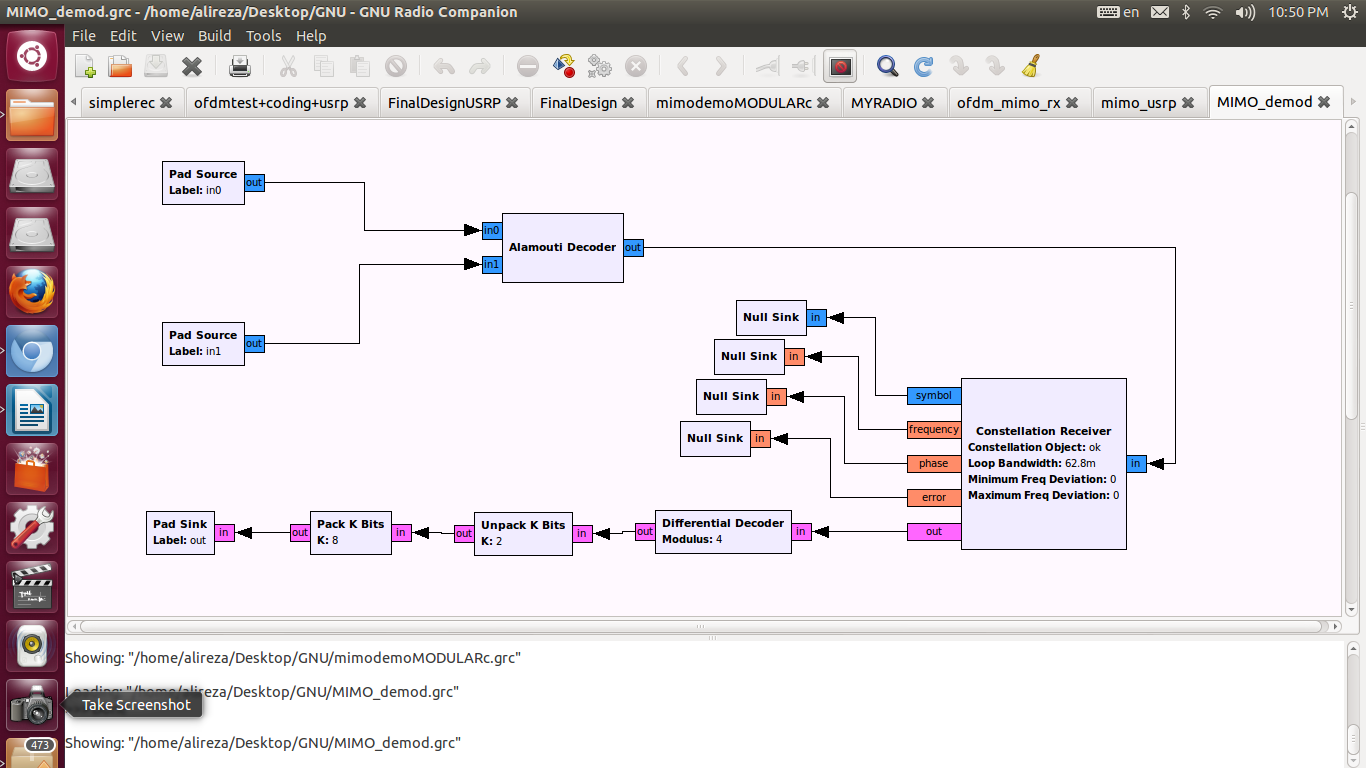 MIMO_demod.grc - /home/alireza/Desktop/GNU - GNU Radio Companion
en
10:50 PM
File Edit View Build Tools Help
simplerec
ofdmtest+coding+usrp
FinalDesignUSRP
FinalDesign
mimodemoMODULARc
MYRADIO
ofdm_mimo_rx
mimo_usrp
MIMO_demod
Pad Source
Label: in0
out
in0
Alamouti Decoder
out
in1
Pad Source
Label: in1
out
Null Sink
in
Null Sink
in
Null Sink
in
Null Sink
in
symbol
frequency
phase
error
out
Constellation Receiver
Constellation Object: ok
Loop Bandwidth: 62.8m
Minimum Freq Deviation: 0
Maximum Freq Deviation: 0
in
Pad Sink
Label: out
in
out
Pack K Bits
K: 8
in
out
Unpack K Bits
K: 2
in
out
Differential Decoder
Modulus: 4
in
Showing: "/home/alireza/Desktop/GNU/mimodemoMODULARc.grc"
Loading: "/home/alireza/Desktop/GNU/MIMO_demod.grc"
Take Screenshot
Showing: "/home/alireza/Desktop/GNU/MIMO_demod.grc"
473